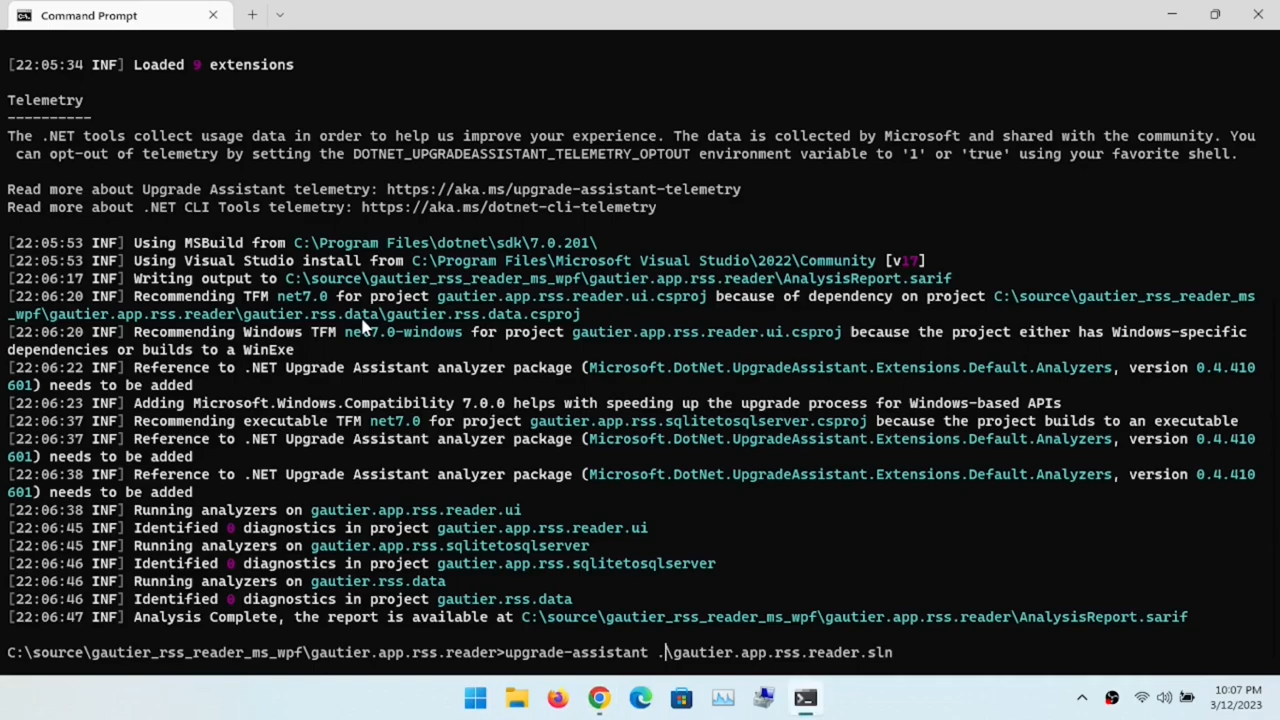 Command Prompt
[22:05:34 INF] Loaded 9 extensions
Telemetry
----------
The .NET tools collect usage data in order to help us improve your experience. The data is collected by Microsoft and shared with the community. You
can opt-out of telemetry by setting the DOTNET_UPGRADEASSISTANT_TELEMETRY_OPTOUT environment variable to '1' or 'true' using your favorite shell.
Read more about Upgrade Assistant telemetry: https://aka.ms/upgrade-assistant-telemetry
Read more about .NET CLI Tools telemetry: https://aka.ms/dotnet-cli-telemetry
[22:05:53 INF] Using MSBuild from C:\Program Files\dotnet\sdk\7.0.201\
[22:05:53 INF] Using Visual Studio install from C:\Program Files\Microsoft Visual Studio\2022\Community [v17]
[22:06:17 INF] Writing output to C:\source\gautier_rss_reader_ms_wpf\gautier.app.rss.reader\AnalysisReport.sarif
[22:06:20 INF] Recommending TFM net7.0 for project gautier.app.rss.reader.ui.csproj because of dependency on project C:\source\gautier_rss_reader_ms
_wpf\gautier.app.rss.reader\gautier.rss.data\gautier.rss.data.csproj
[22:06:20 INF] Recommending Windows TFM net7.0-windows for project gautier.app.rss.reader.ui.csproj because the project either has Windows-specific
dependencies or builds to a WinExe
[22:06:22 INF] Reference to .NET Upgrade Assistant analyzer package (Microsoft.DotNet.UpgradeAssistant.Extensions.Default.Analyzers, version 0.4.410
601) needs to be added
[22:06:23 INF] Adding Microsoft.Windows.Compatibility 7.0.0 helps with speeding up the upgrade process for Windows-based APIs
[22:06:37 INF] Recommending executable TFM net7.0 for project gautier.app.rss.sqlitetosqlserver.csproj because the project builds to an executable
[22:06:37 INF] Reference to .NET Upgrade Assistant analyzer package (Microsoft.DotNet.UpgradeAssistant.Extensions.Default.Analyzers, version 0.4.410
601) needs to be added
[22:06:38 INF] Reference to .NET Upgrade Assistant analyzer package (Microsoft.DotNet.UpgradeAssistant.Extensions.Default.Analyzers, version 0.4.410
601) needs to be added
[22:06:38 INF] Running analyzers on gautier.app.rss.reader.ui
[22:06:45 INF] Identified 0 diagnostics in project gautier.app.rss.reader.ui
[22:06:45 INF] Running analyzers on gautier.app.rss.sqlitetosqlserver
[22:06:46 INF] Identified 0 diagnostics in project gautier.app.rss.sqlitetosqlserver
[22:06:46 INF] Running analyzers on gautier.rss.data
[22:06:46 INF] Identified 0 diagnostics in project gautier.rss.data
[22:06:47 INF] Analysis Complete, the report is available at C:\source\gautier_rss_reader_ms_wpf\gautier.app.rss.reader\AnalysisReport.sarif
C:\source\gautier_rss_reader_ms_wpf\gautier.app.rss.reader>upgrade-assistant .\gautier.app.rss.reader.sln
10:07 PM
3/12/2023